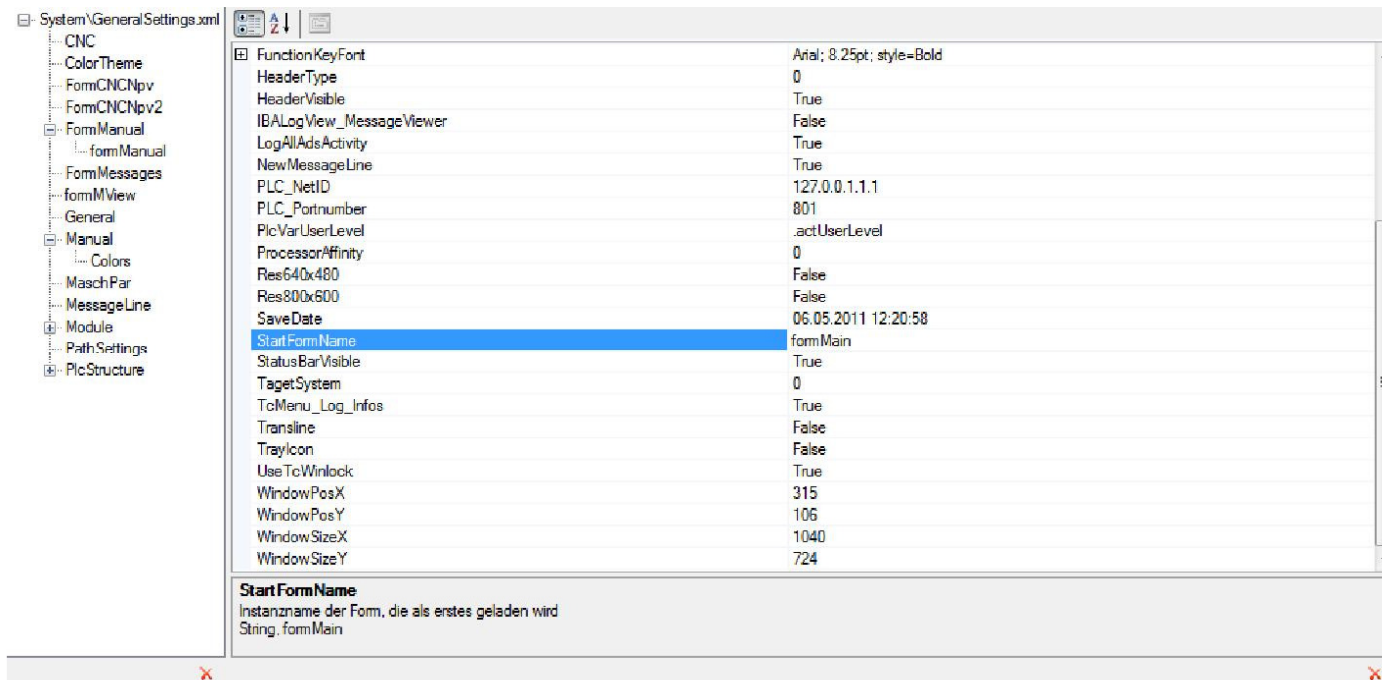 System\GeneralSettings.xml
CNC
ColorTheme
FormCNCNpv
FormCNCNpv2
FormManual
formManual
FormMessages
formMView
General
Manual
Colors
MaschPar
MessageLine
Module
PathSettings
PlcStructure
FunctionKeyFont Arial; 8.25pt; style=Bold
HeaderType 0
HeaderVisible True
IBALogView_MessageViewer False
LogAllAdsActivity True
NewMessageLine True
PLC_NetID 127.0.0.1.1.1
PLC_Portnumber 801
PlcVarUserLevel .actUserLevel
ProcessorAffinity 0
Res640x480 False
Res800x600 False
SaveDate 06.05.2011 12:20:58
StartFormName formMain
StatusBarVisible True
TagetSystem 0
TcMenu_Log_Infos True
Transline False
TrayIcon False
UseTcWinlock True
WindowPosX 315
WindowPosY 106
WindowSizeX 1040
WindowSizeY 724
StartFormName
Instanzname der Form, die als erstes geladen wird
String, formMain